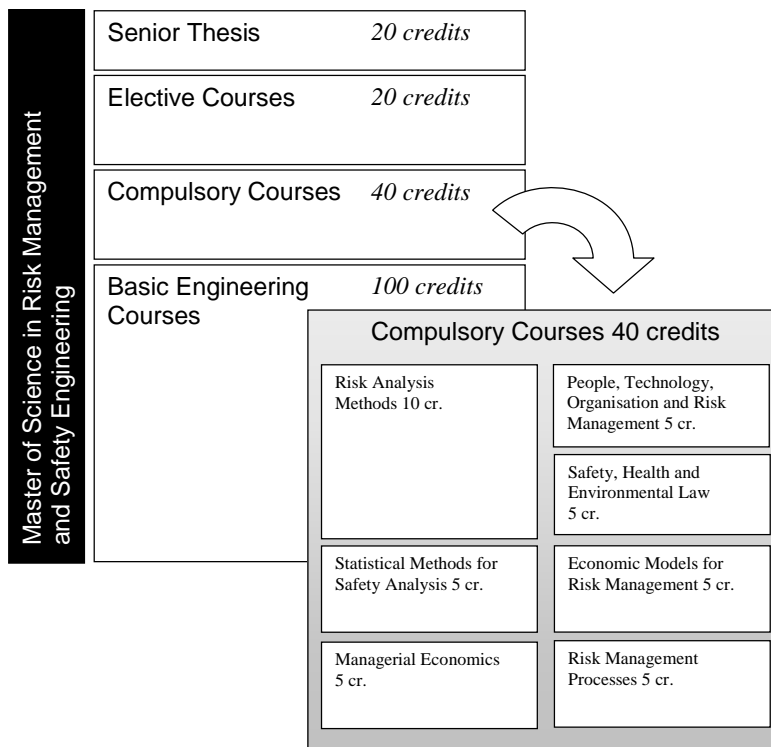 Master of Science in Risk Management
and Safety Engineering
Senior Thesis 20 credits
Elective Courses 20 credits
Compulsory Courses 40 credits
Basic Engineering 100 credits
Courses
Compulsory Courses 40 credits
Risk Analysis
Methods 10 cr.
People, Technology,
Organisation and Risk
Management 5 cr.
Safety, Health and
Environmental Law
5 cr.
Statistical Methods for
Safety Analysis 5 cr.
Economic Models for
Risk Management 5 cr.
Managerial Economics
5 cr.
Risk Management
Processes 5 cr.